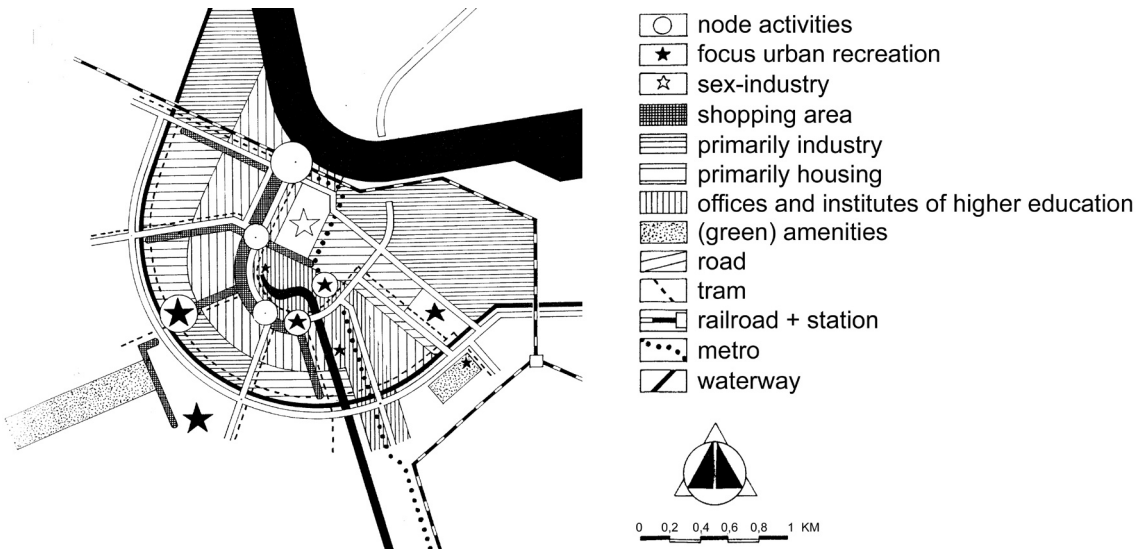 node activities
focus urban recreation
sex-industry
shopping area
primarily industry
primarily housing
offices and institutes of higher education
(green) amenities
road
tram
railroad + station
metro
waterway
0 0,2 0,4 0,6 0,8 1 KM